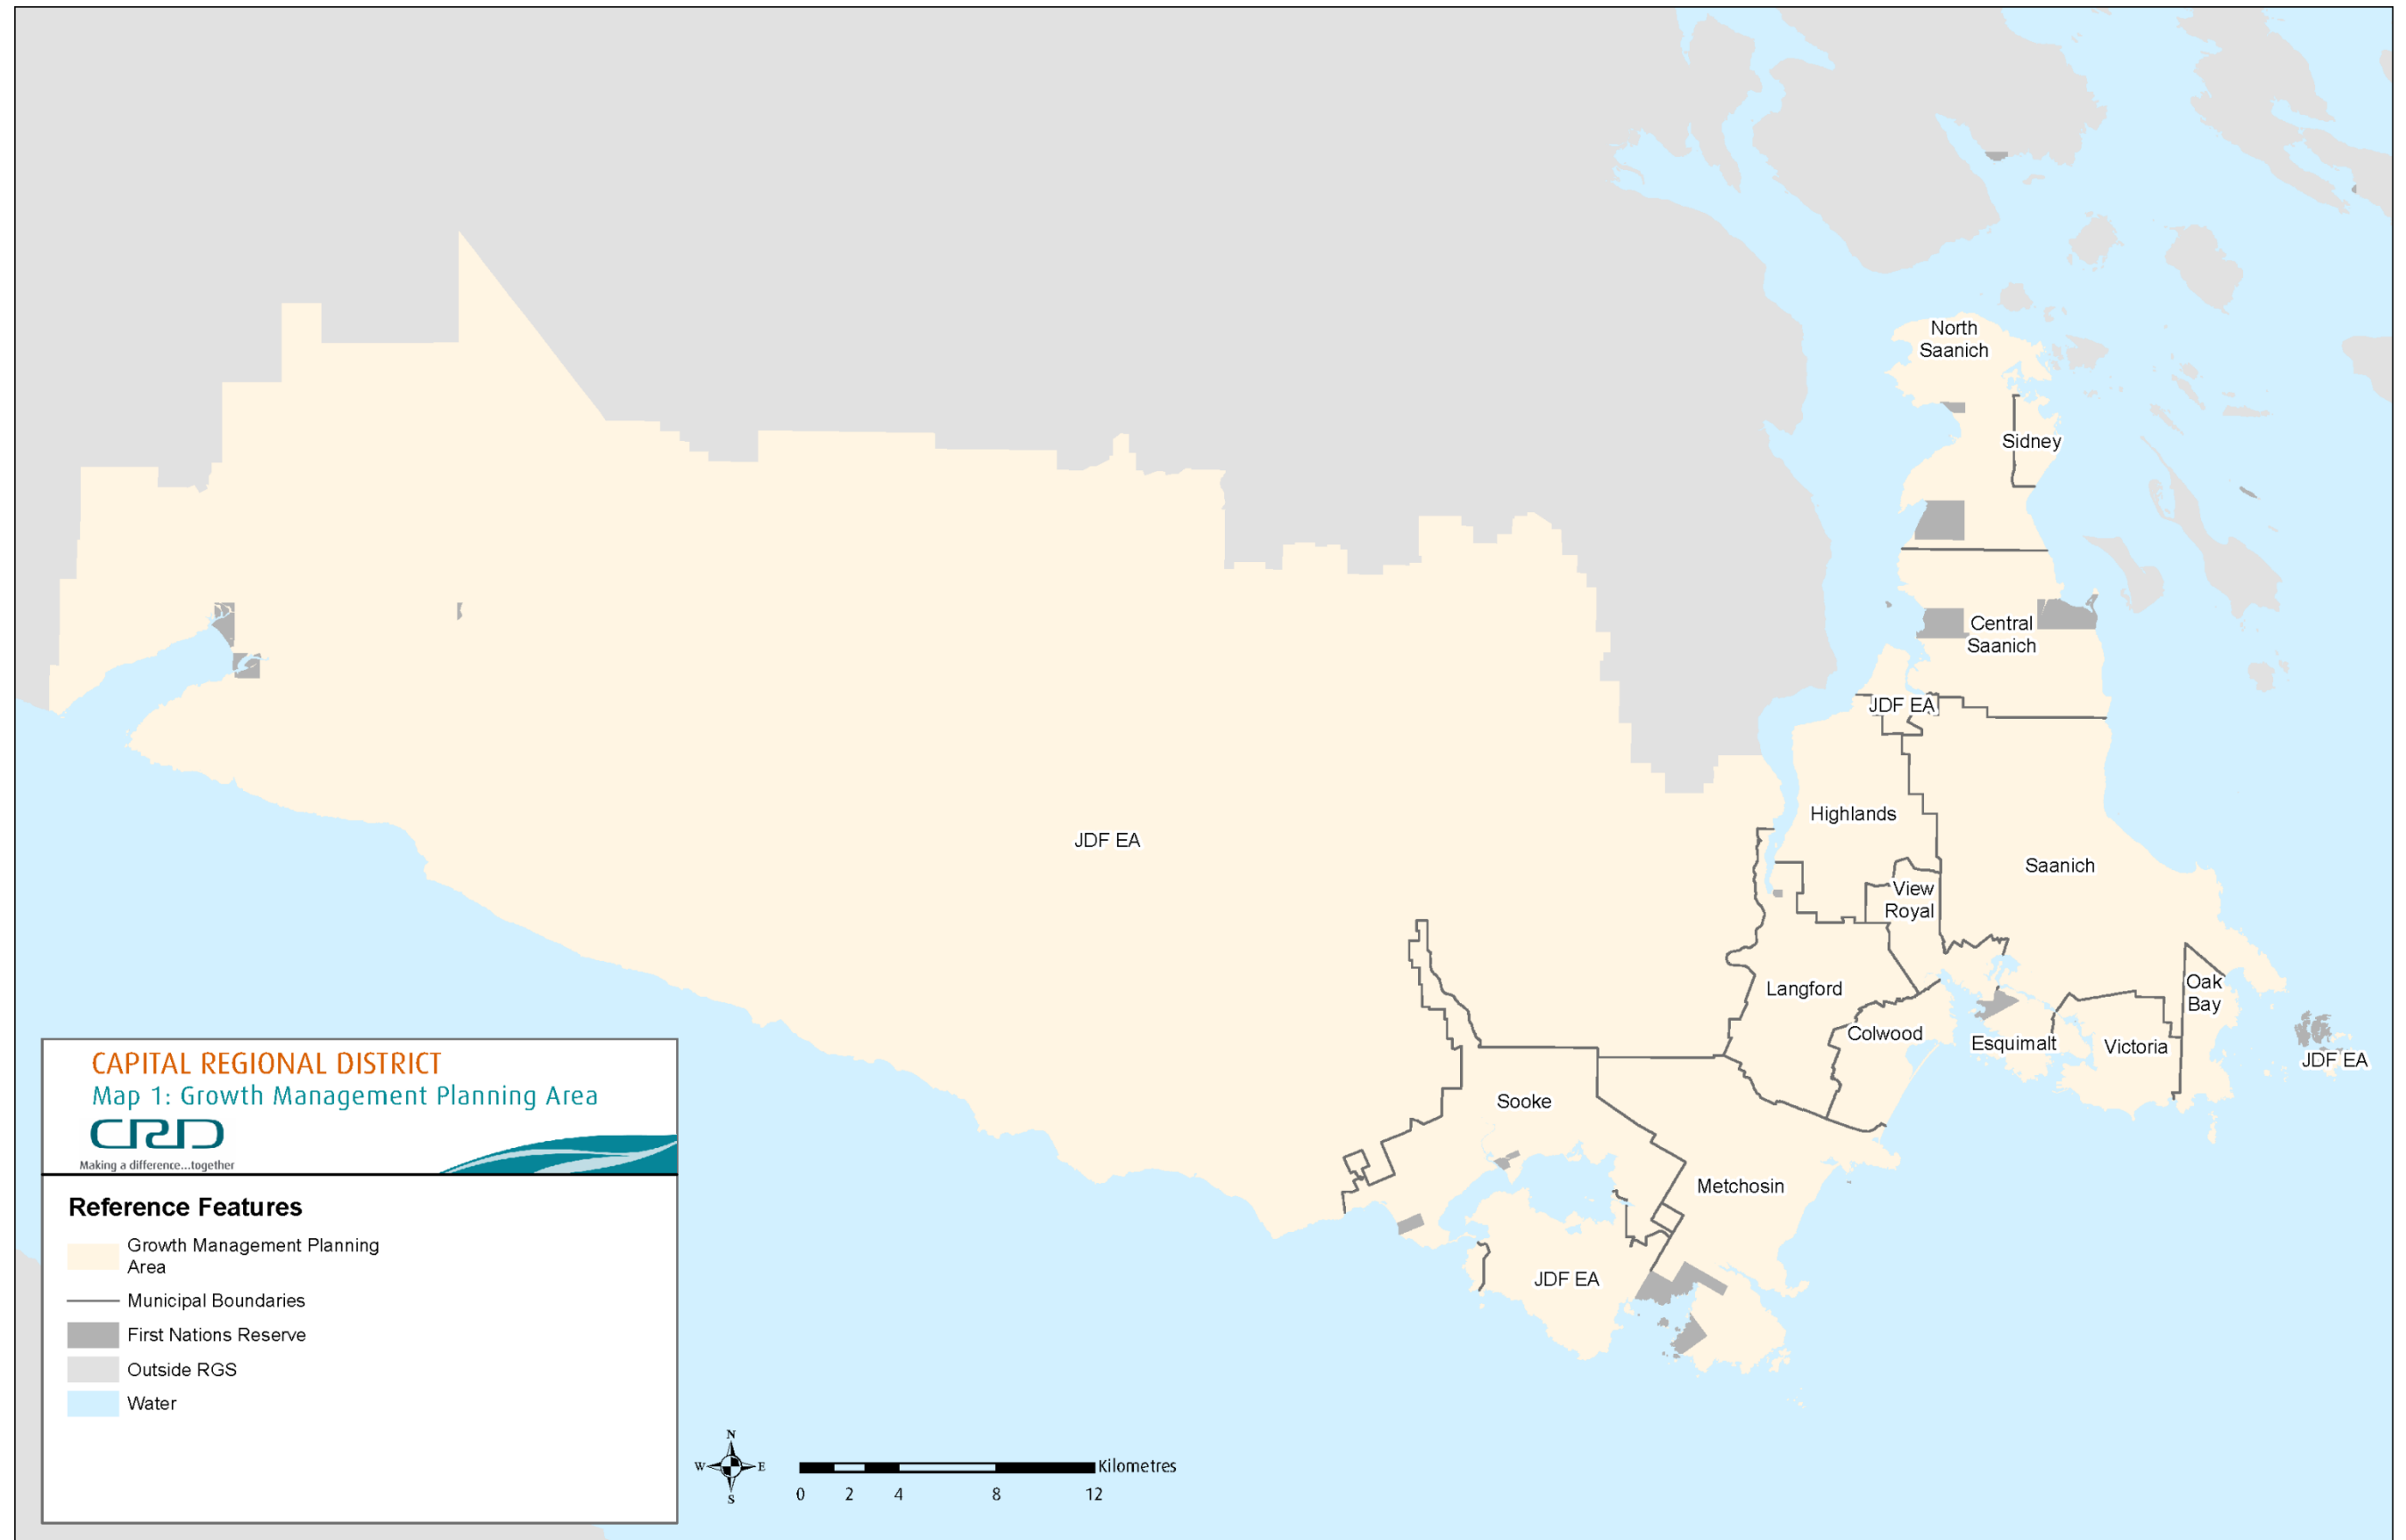 North
Saanich
Sidney
Central
Saanich
JDF EA
Highlands
JDF EA
Saanich
View
Royal
Oak
Bay
Langford
Colwood
Esquimalt
Victoria
JDF EA
Sooke
Metchosin
JDF EA
CAPITAL REGIONAL DISTRICT
Map 1: Growth Management Planning Area
CRD
Making a difference...together
Reference Features
Growth Management Planning
Area
Municipal Boundaries
First Nations Reserve
Outside RGS
Water
N
W E
S
Kilometres
0 2 4 8 12